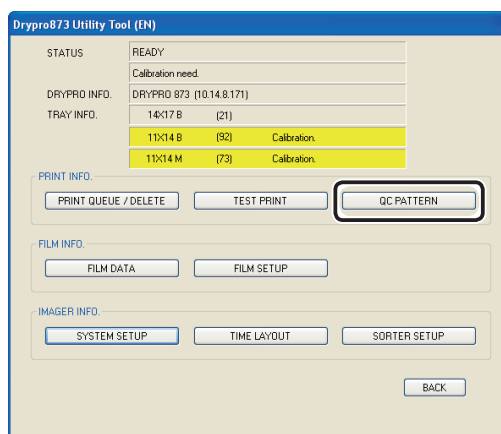 Drypro873 Utility Tool (EN)
STATUS READY
Calibration need.
DRYPRO INFO. DRYPRO 873 (10.14.8.171)
TRAY INFO. 14X17 B (21)
11X14 B (92) Calibration.
11X14 M (73) Calibration.
PRINT INFO.
PRINT QUEUE / DELETE TEST PRINT QC PATTERN
FILM INFO.
FILM DATA FILM SETUP
IMAGER INFO.
SYSTEM SETUP TIME LAYOUT SORTER SETUP
BACK